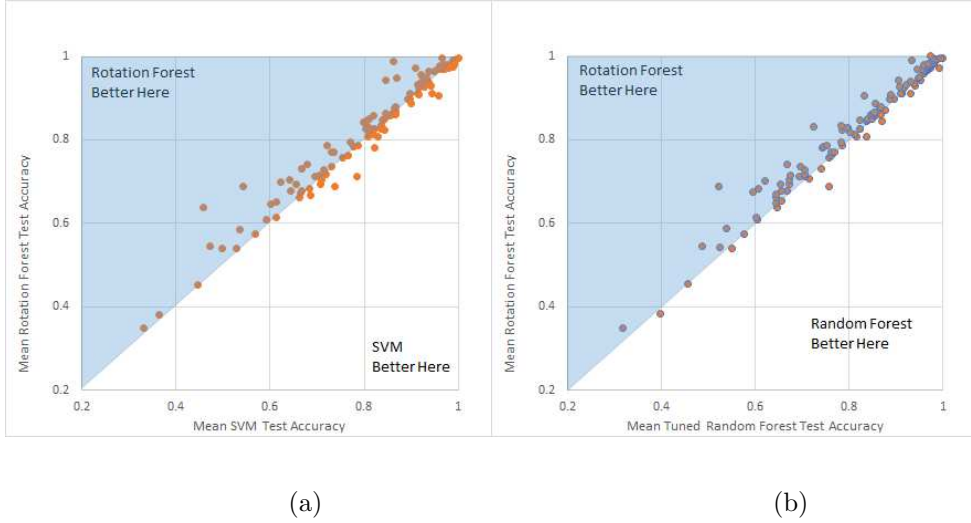 Rotation Forest
Better Here
SVM
Better Here
Mean Rotation Forest Test Accuracy
1
0.8
0.6
0.4
0.2
0.2 0.4 0.6 0.8 1
Mean SVM Test Accuracy
Rotation Forest
Better Here
Random Forest
Better Here
Mean Rotation Forest Test Accuracy
1
0.8
0.6
0.4
0.2
0.2 0.4 0.6 0.8 1
Mean Tuned Random Forest Test Accuracy
(a) (b)